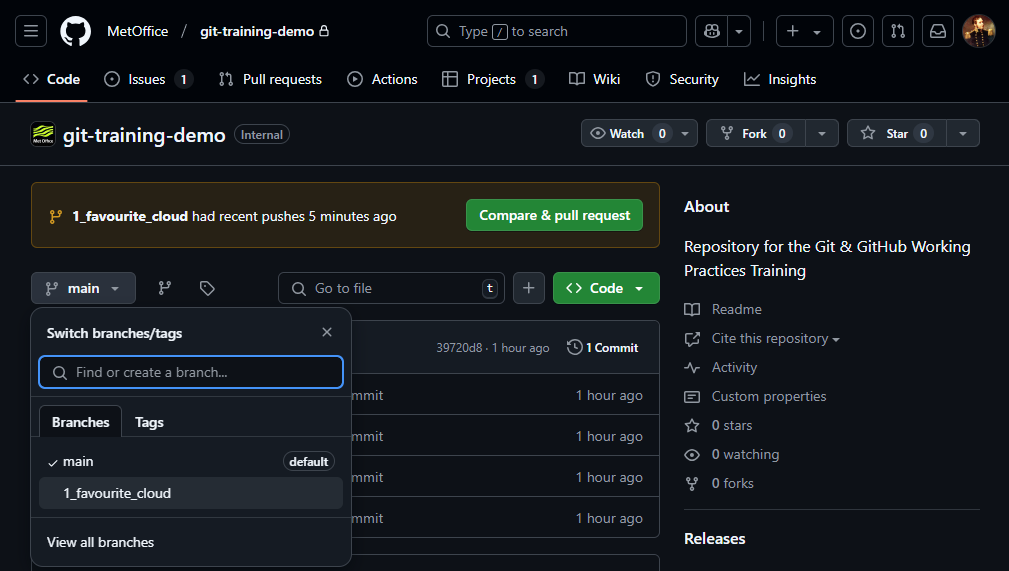 MetOffice / git-training-demo
Type / to search
Code Issues 1 Pull requests Actions Projects 1 Wiki Security Insights
Met Office git-training-demo Internal
Watch 0 Fork 0 Star 0
1_favourite_cloud had recent pushes 5 minutes ago
Compare & pull request
main
Go to file t
Code
Switch branches/tags
Find or create a branch...
Branches Tags
main default
1_favourite_cloud
View all branches
39720d8 · 1 hour ago 1 Commit
mmit 1 hour ago
mmit 1 hour ago
mmit 1 hour ago
mmit 1 hour ago
About
Repository for the Git & GitHub Working
Practices Training
Readme
Cite this repository
Activity
Custom properties
0 stars
0 watching
0 forks
Releases